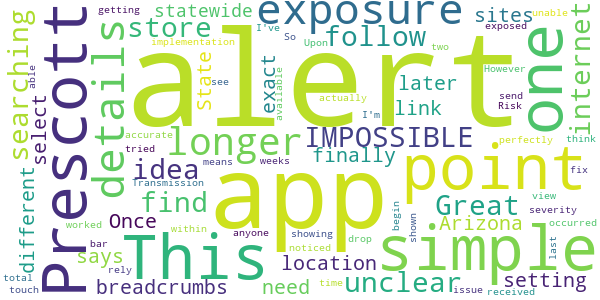 getting
statewide
exposure
sites
Prescott
searching
store
I've
follow
Upon
two
unable
details
implementation
So
exposed
alert
one
internet
State
exact
available
see
However
able
select
later
link
send
Risk
actually
I'm
accurate
tried
longer
IMPOSSIBLE
perfectly
think
means
weeks
finally
point
fix
different
Transmission
idea
app
simple
find
Once
Great
view
severity
within
begin
shown
Arizona
occurred
worked
anyone
This
says
bar
showing
location
unclear
last
noticed
drop
setting
rely
total
touch
breadcrumbs
need
time
issue
received